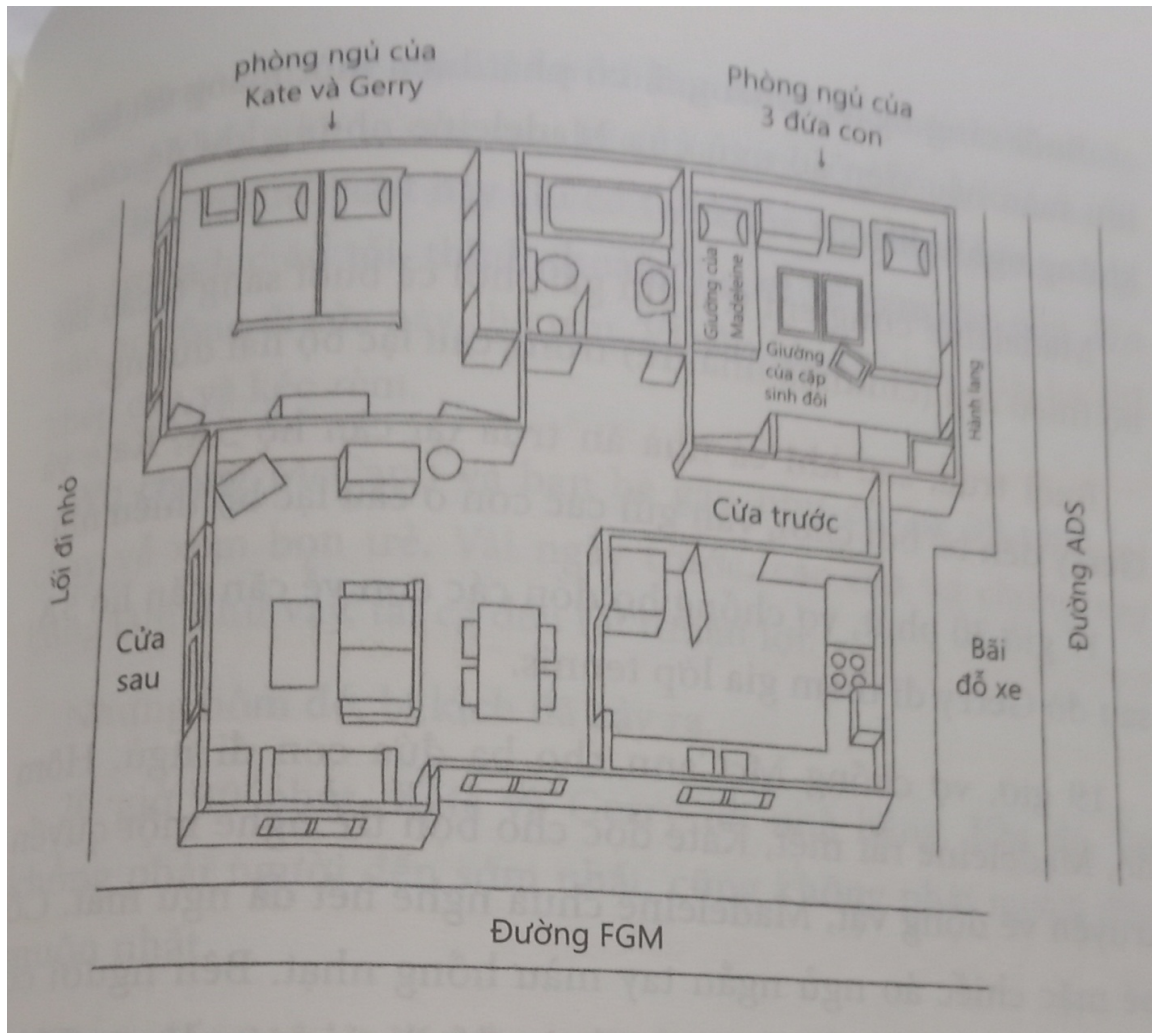 phòng ngủ của
Kate và Gerry
Phòng ngủ của
3 đứa con
Giường của
Madeleine
Giường
của cặp
sinh đôi
Hành lang
Lối đi nhỏ
Cửa trước
Đường ADS
Cửa
sau
Bãi
đỗ xe
Đường FGM